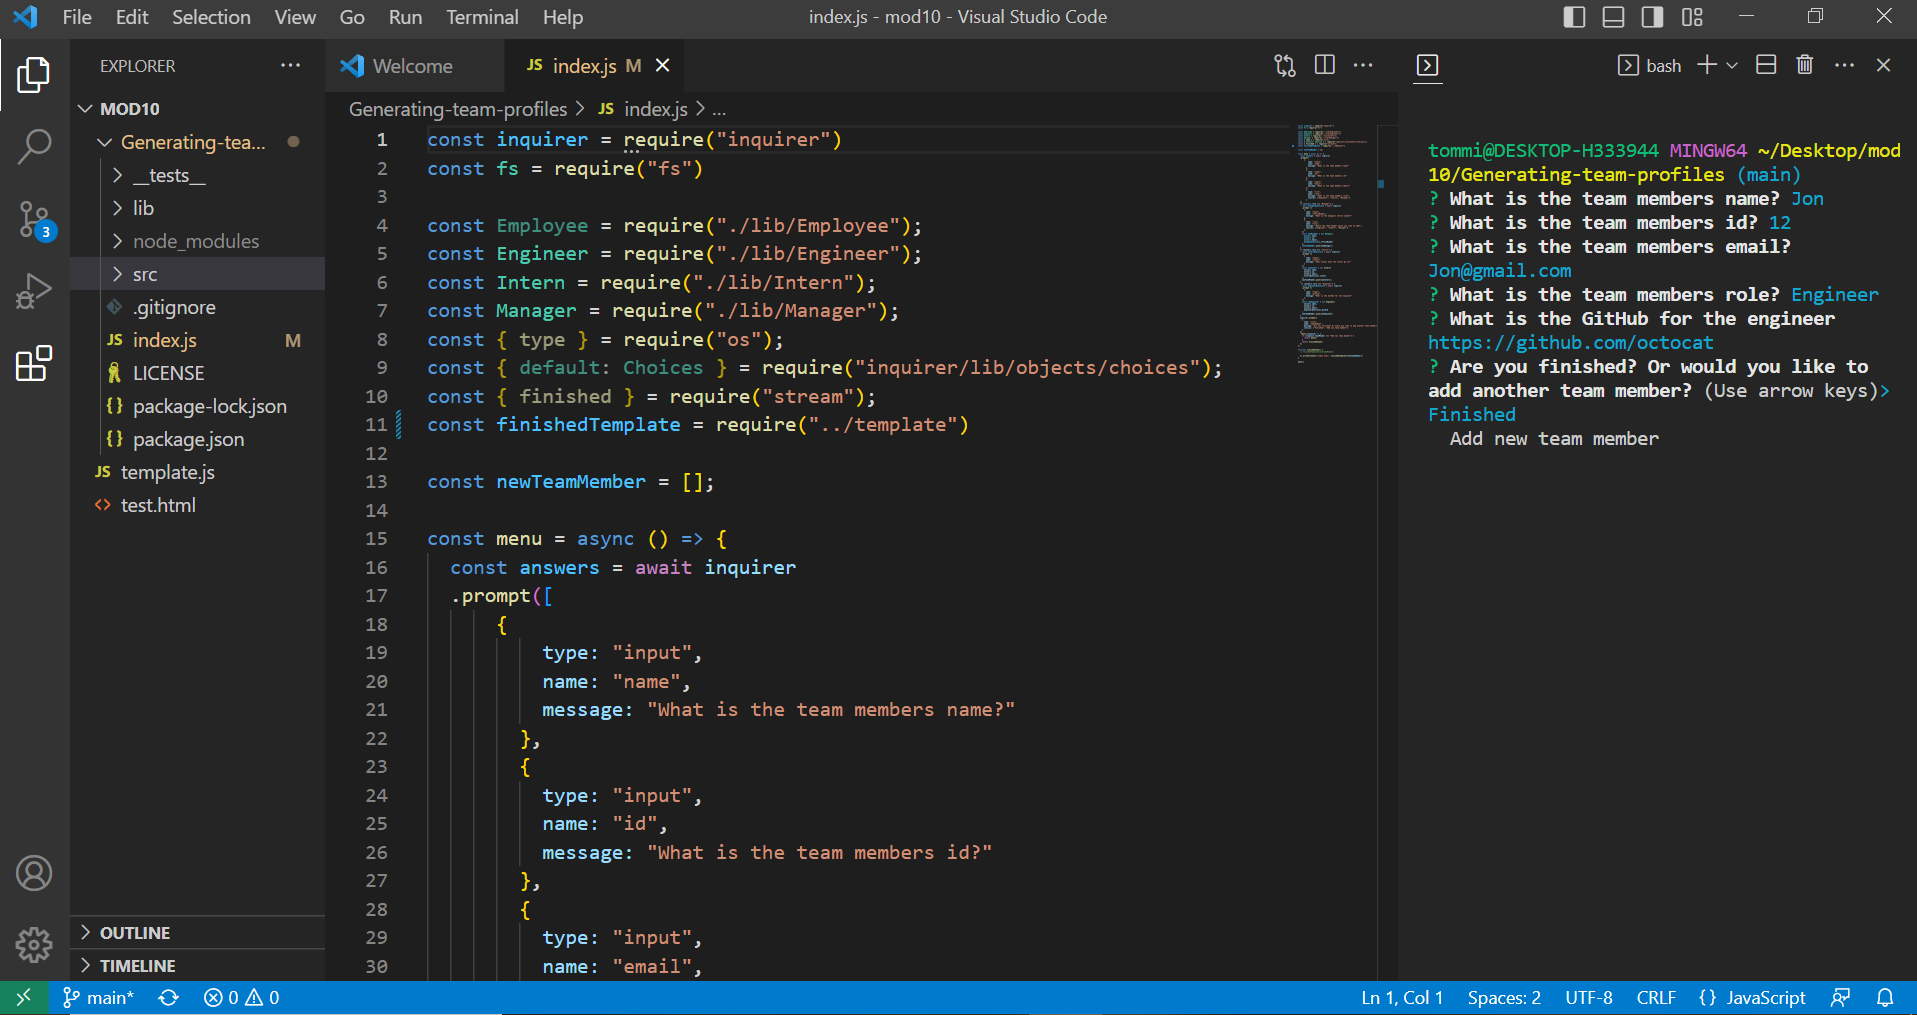 File Edit Selection View Go Run Terminal Help
index.js - mod10 - Visual Studio Code
EXPLORER
MOD10
Generating-tea...
__tests__
lib
node_modules
src
.gitignore
JS index.js M
LICENSE
{} package-lock.json
{} package.json
JS template.js
<> test.html
OUTLINE
TIMELINE
3
Welcome
JS index.js M
Generating-team-profiles > JS index.js > ...
1 const inquirer = require("inquirer")
2 const fs = require("fs")
3
4 const Employee = require("./lib/Employee");
5 const Engineer = require("./lib/Engineer");
6 const Intern = require("./lib/Intern");
7 const Manager = require("./lib/Manager");
8 const { type } = require("os");
9 const { default: Choices } = require("inquirer/lib/objects/choices");
10 const { finished } = require("stream");
11 const finishedTemplate = require("../template")
12
13 const newTeamMember = [];
14
15 const menu = async () => {
16 const answers = await inquirer
17 .prompt([
18 {
19 type: "input",
20 name: "name",
21 message: "What is the team members name?"
22 },
23 {
24 type: "input",
25 name: "id",
26 message: "What is the team members id?"
27 },
28 {
29 type: "input",
30 name: "email",
bash
tommi@DESKTOP-H333944 MINGW64 ~/Desktop/mod
10/Generating-team-profiles (main)
? What is the team members name? Jon
? What is the team members id? 12
? What is the team members email?
Jon@gmail.com
? What is the team members role? Engineer
? What is the GitHub for the engineer
https://github.com/octocat
? Are you finished? Or would you like to
add another team member? (Use arrow keys)>
Finished
Add new team member
main*
0 0
Ln 1, Col 1 Spaces: 2 UTF-8 CRLF {} JavaScript